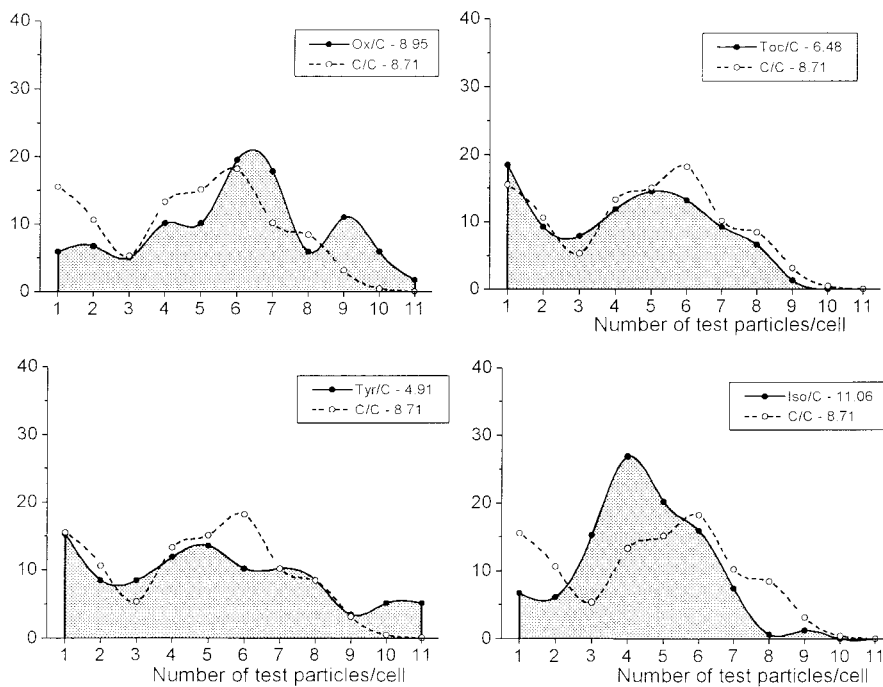 40
30
20
10
0
Ox/C - 8.95
C/C - 8.71
1 2 3 4 5 6 7 8 9 10 11
40
30
20
10
0
Toc/C - 6.48
C/C - 8.71
1 2 3 4 5 6 7 8 9 10 11
Number of test particles/cell
40
30
20
10
0
Tyr/C - 4.91
C/C - 8.71
1 2 3 4 5 6 7 8 9 10 11
Number of test particles/cell
40
30
20
10
0
Iso/C - 11.06
C/C - 8.71
1 2 3 4 5 6 7 8 9 10 11
Number of test particles/cell